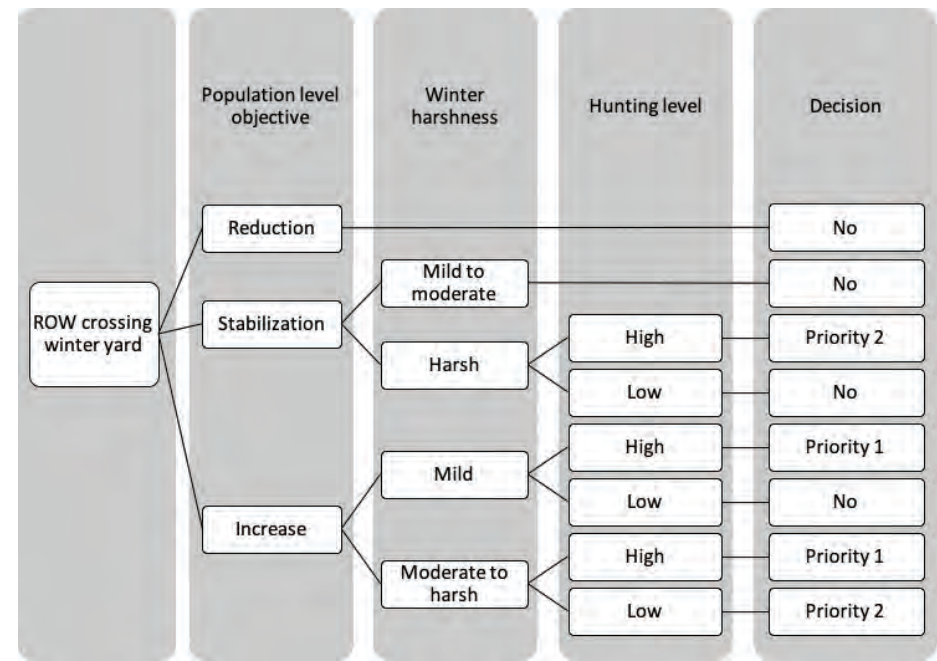 Population level
objective
Winter
harshness
Hunting level
Decision
ROW crossing
winter yard
Reduction
No
Stabilization
Mild to
moderate
No
Harsh
High
Priority 2
Low
No
Increase
Mild
High
Priority 1
Low
No
Moderate to
harsh
High
Priority 1
Low
Priority 2